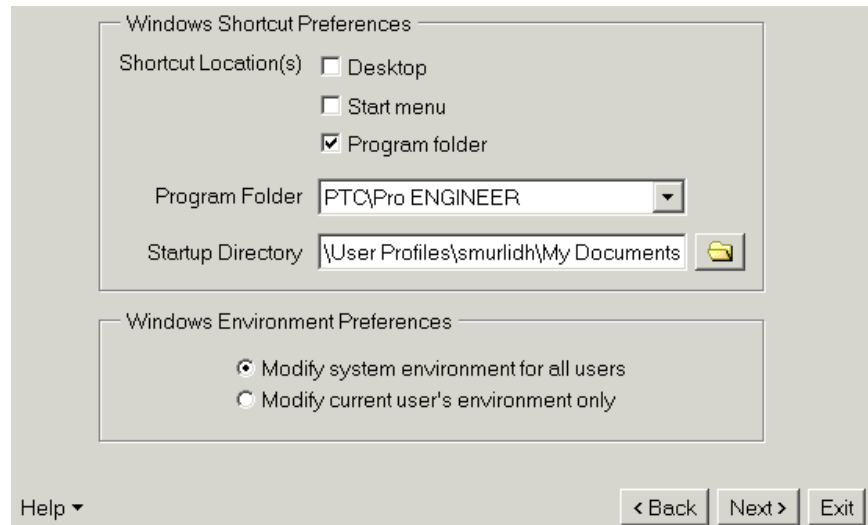 Windows Shortcut Preferences
Shortcut Location(s) Desktop
Start menu
Program folder
Program Folder PTC\Pro ENGINEER
Startup Directory \User Profiles\smurlidh\My Documents
Windows Environment Preferences
Modify system environment for all users
Modify current user's environment only
Help < Back Next > Exit